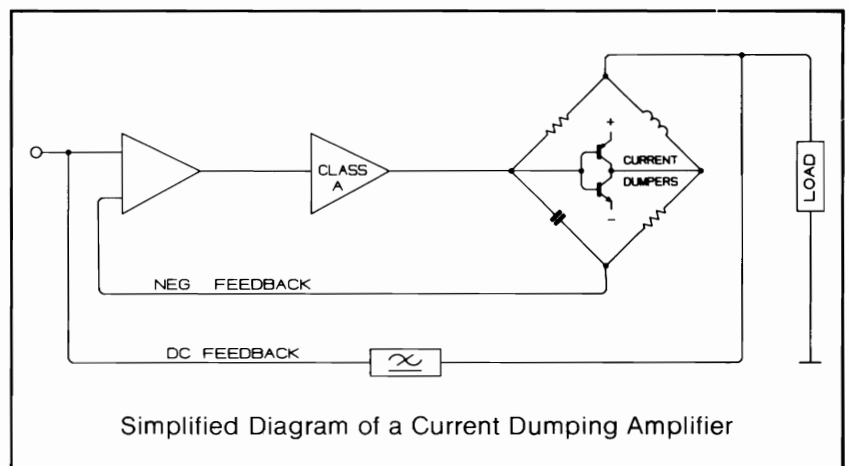 +
CLASS
A
CURRENT
DUMPERS
−
LOAD
NEG FEEDBACK
DC FEEDBACK
Simplified Diagram of a Current Dumping Amplifier